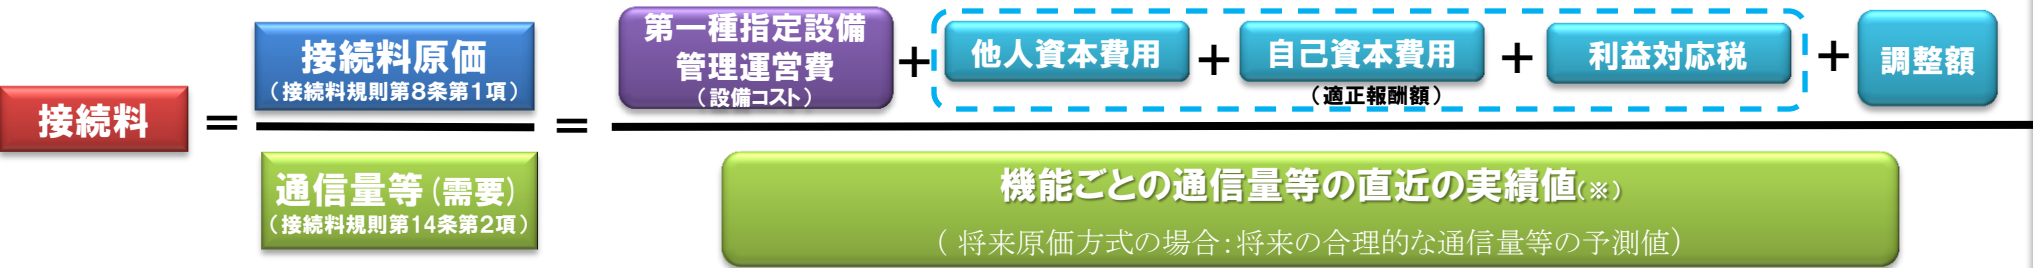 接続料
=
接続料原価
(接続料規則第8条第1項)
通信量等(需要)
(接続料規則第14条第2項)
=
第一種指定設備
管理運営費
(設備コスト)
+
他人資本費用
+
自己資本費用
+
利益対応税
(適正報酬額)
+
調整額
機能ごとの通信量等の直近の実績値(※)
(将来原価方式の場合:将来の合理的な通信量等の予測値)